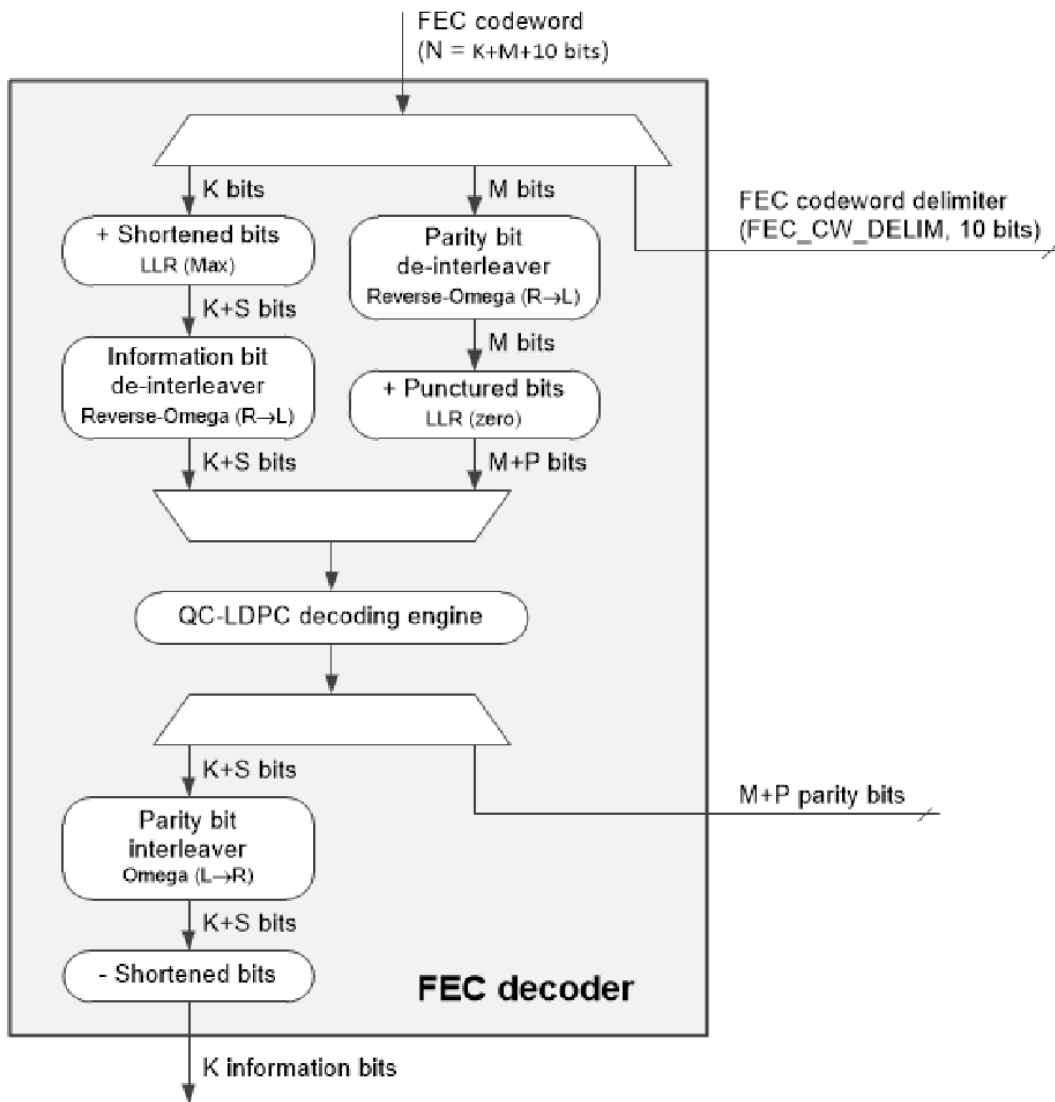 FEC codeword
(N = K+M+10 bits)
K bits
M bits
FEC codeword delimiter
(FEC_CW_DELIM, 10 bits)
+ Shortened bits
LLR (Max)
Parity bit
de-interleaver
Reverse-Omega (R→L)
K+S bits
M bits
Information bit
de-interleaver
Reverse-Omega (R→L)
+ Punctured bits
LLR (zero)
K+S bits
M+P bits
QC-LDPC decoding engine
K+S bits
M+P parity bits
Parity bit
interleaver
Omega (L→R)
K+S bits
- Shortened bits
FEC decoder
K information bits